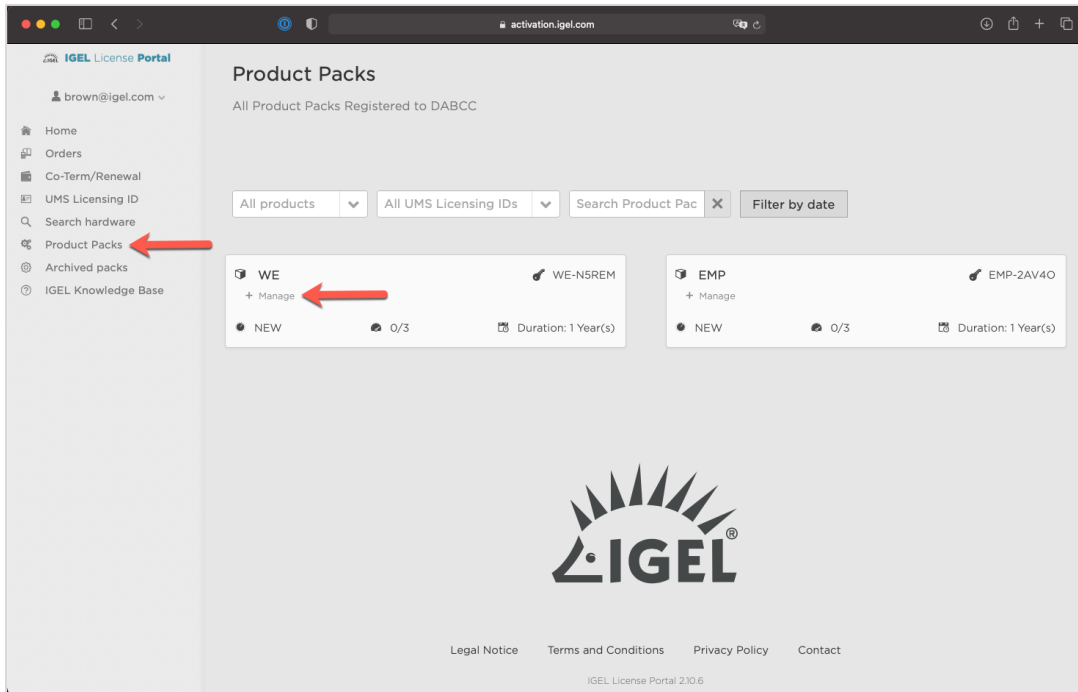 activation.igel.com
IGEL License Portal
brown@igel.com
Home
Orders
Co-Term/Renewal
UMS Licensing ID
Search hardware
Product Packs
Archived packs
IGEL Knowledge Base
Product Packs
All Product Packs Registered to DABCC
All products
All UMS Licensing IDs
Search Product Pac
Filter by date
WE
WE-N5REM
+ Manage
NEW
0/3
Duration: 1 Year(s)
EMP
EMP-2AV4O
+ Manage
NEW
0/3
Duration: 1 Year(s)
IGEL®
Legal Notice Terms and Conditions Privacy Policy Contact
IGEL License Portal 2.10.6